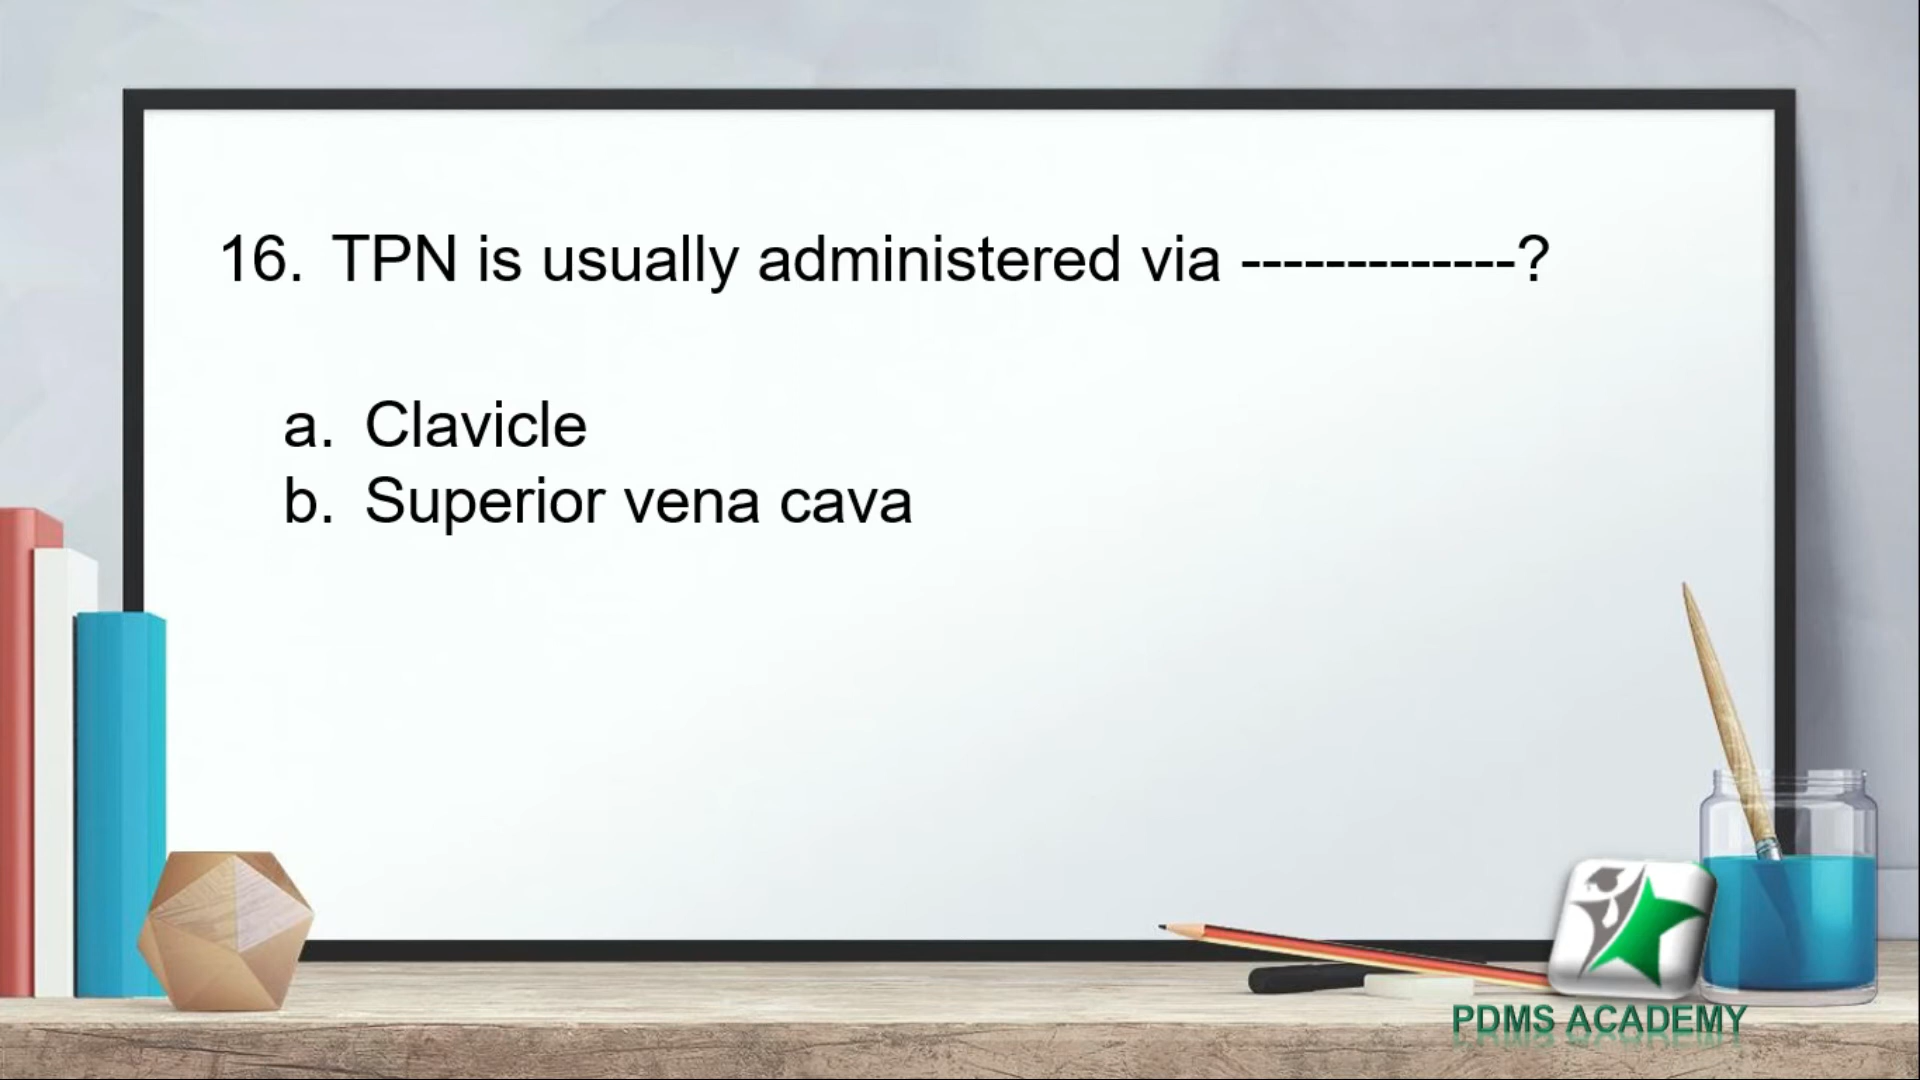 16. TPN is usually administered via -------------?
a. Clavicle
b. Superior vena cava
PDMS ACADEMY